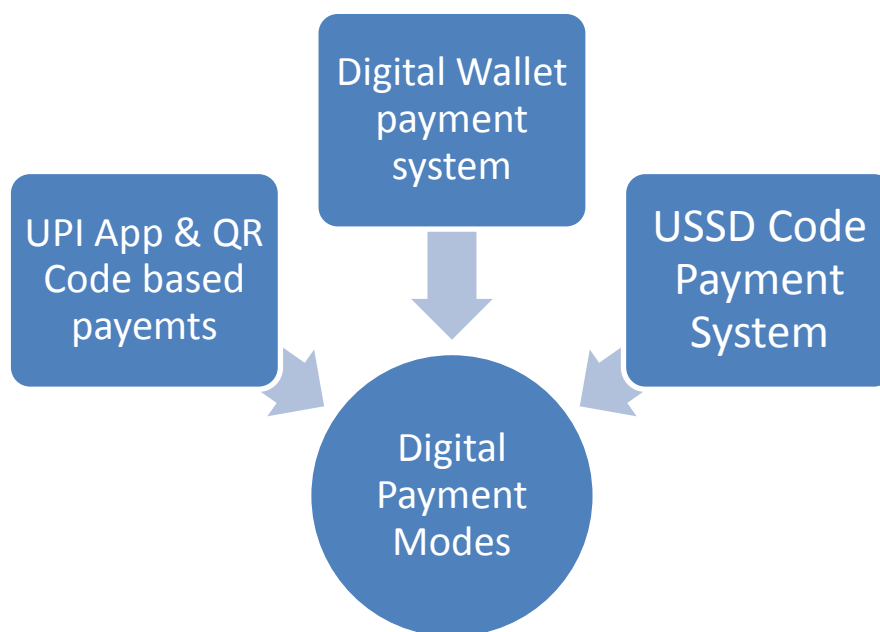 Digital Wallet
payment
system
UPI App & QR
Code based
payemts
USSD Code
Payment
System
Digital
Payment
Modes